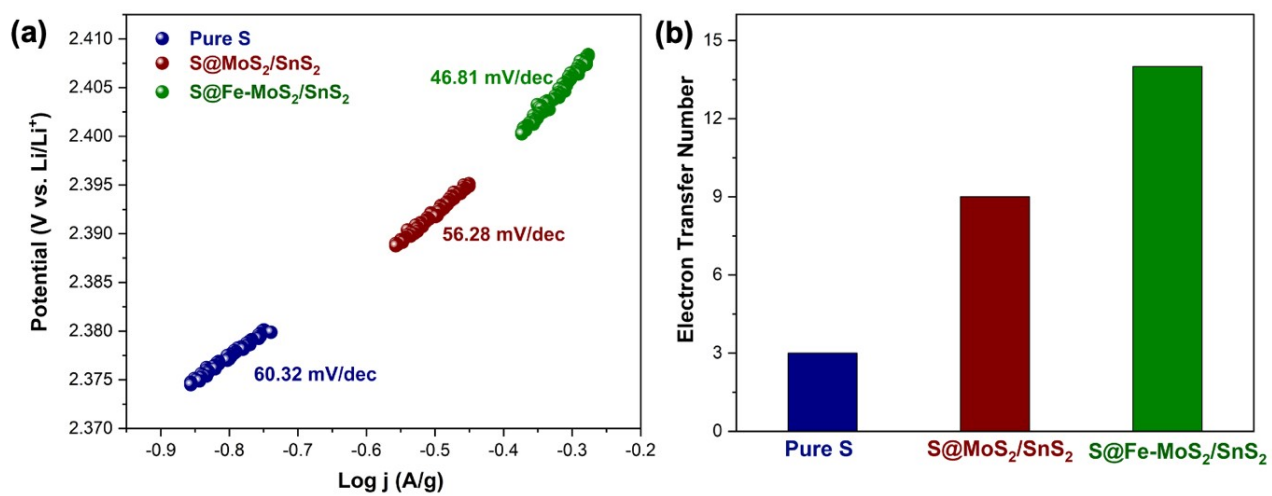 (a)
Pure S
S@MoS₂/SnS₂
S@Fe-MoS₂/SnS₂
46.81 mV/dec
56.28 mV/dec
60.32 mV/dec
2.410
2.405
2.400
2.395
2.390
2.385
2.380
2.375
2.370
Potential (V vs. Li/Li⁺)
-0.9 -0.8 -0.7 -0.6 -0.5 -0.4 -0.3 -0.2
Log j (A/g)
(b)
15
12
9
6
3
0
Electron Transfer Number
Pure S S@MoS₂/SnS₂ S@Fe-MoS₂/SnS₂